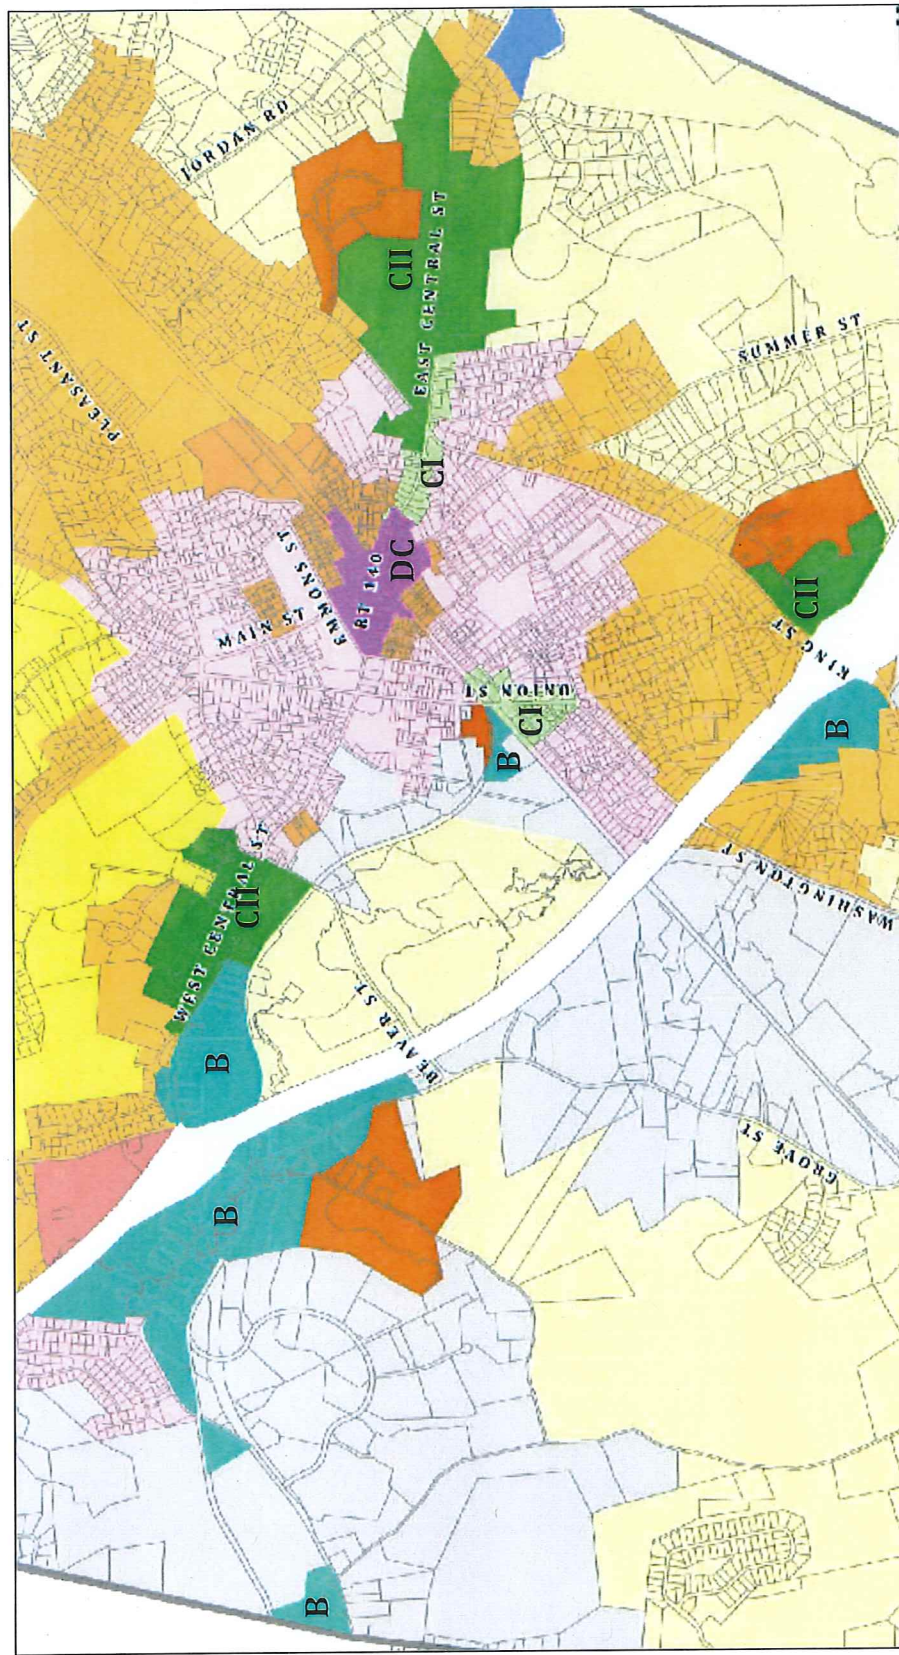 JORDAN RD
PLEASANT ST
CII
EAST CENTRAL ST
SUMMER ST
CI
EMMONS ST
MAIN ST
RT 140
DC
CII
KING ST
UNION ST
CI
B
B
WEST CENTRAL ST
CII
WASHINGTON ST
BEAVER ST
B
B
GROVE ST
B